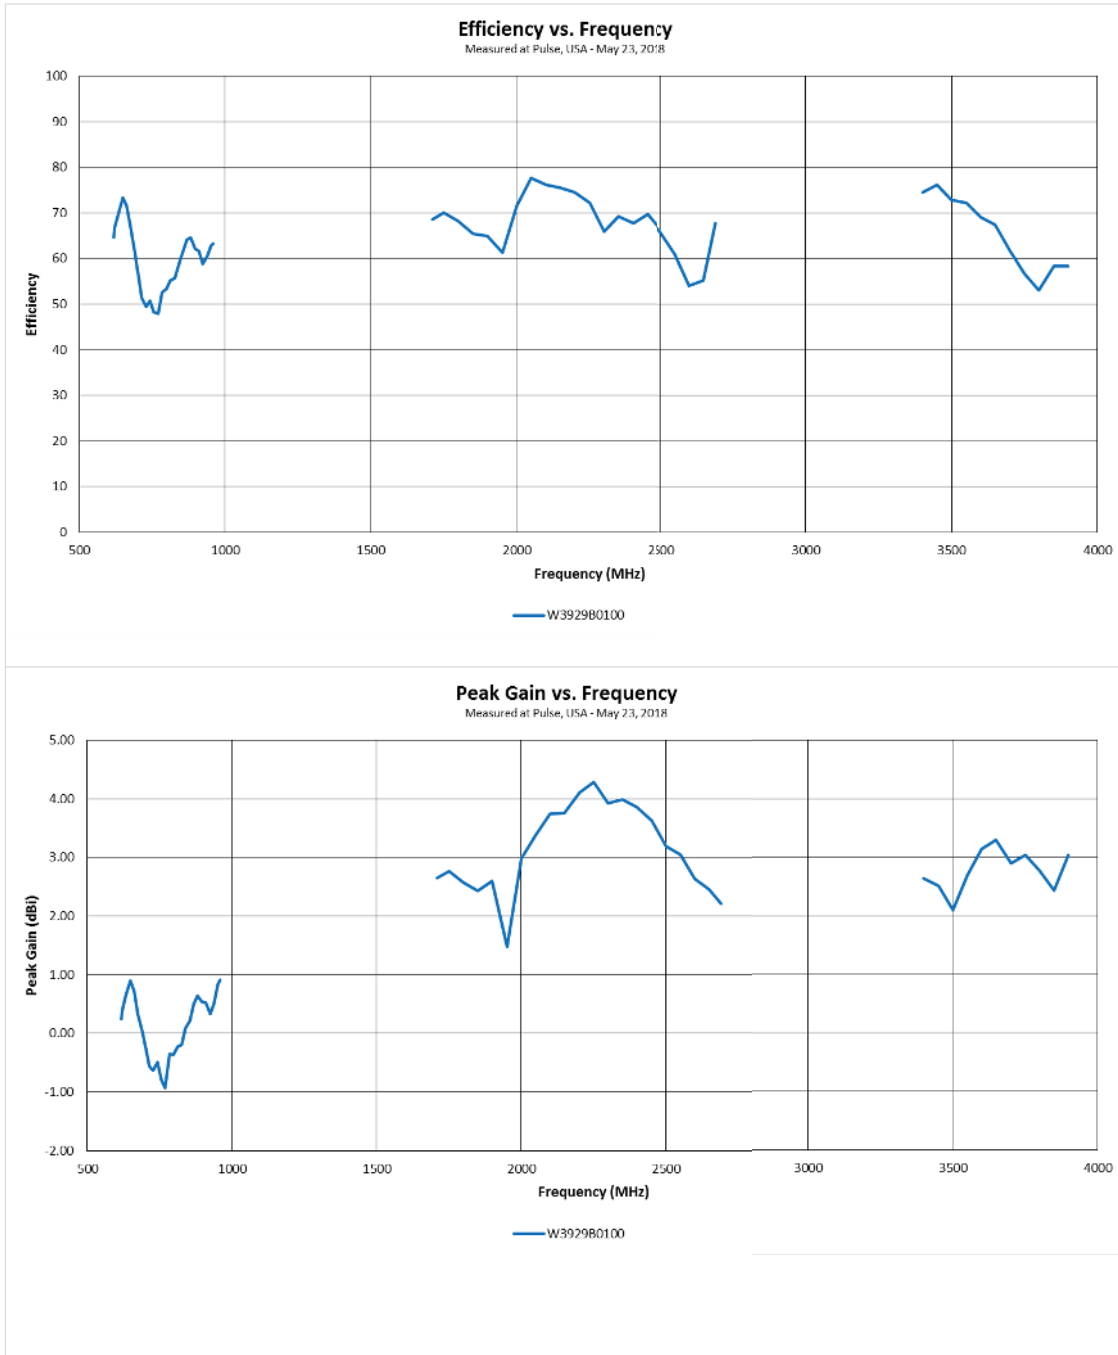 Efficiency vs. Frequency
Measured at Pulse, USA - May 23, 2018
100
90
80
70
60
50
40
30
20
10
0
Efficiency
500 1000 1500 2000 2500 3000 3500 4000
Frequency (MHz)
W3929B0100
Peak Gain vs. Frequency
Measured at Pulse, USA - May 23, 2018
5.00
4.00
3.00
2.00
1.00
0.00
-1.00
-2.00
Peak Gain (dBi)
500 1000 1500 2000 2500 3000 3500 4000
Frequency (MHz)
W3929B0100